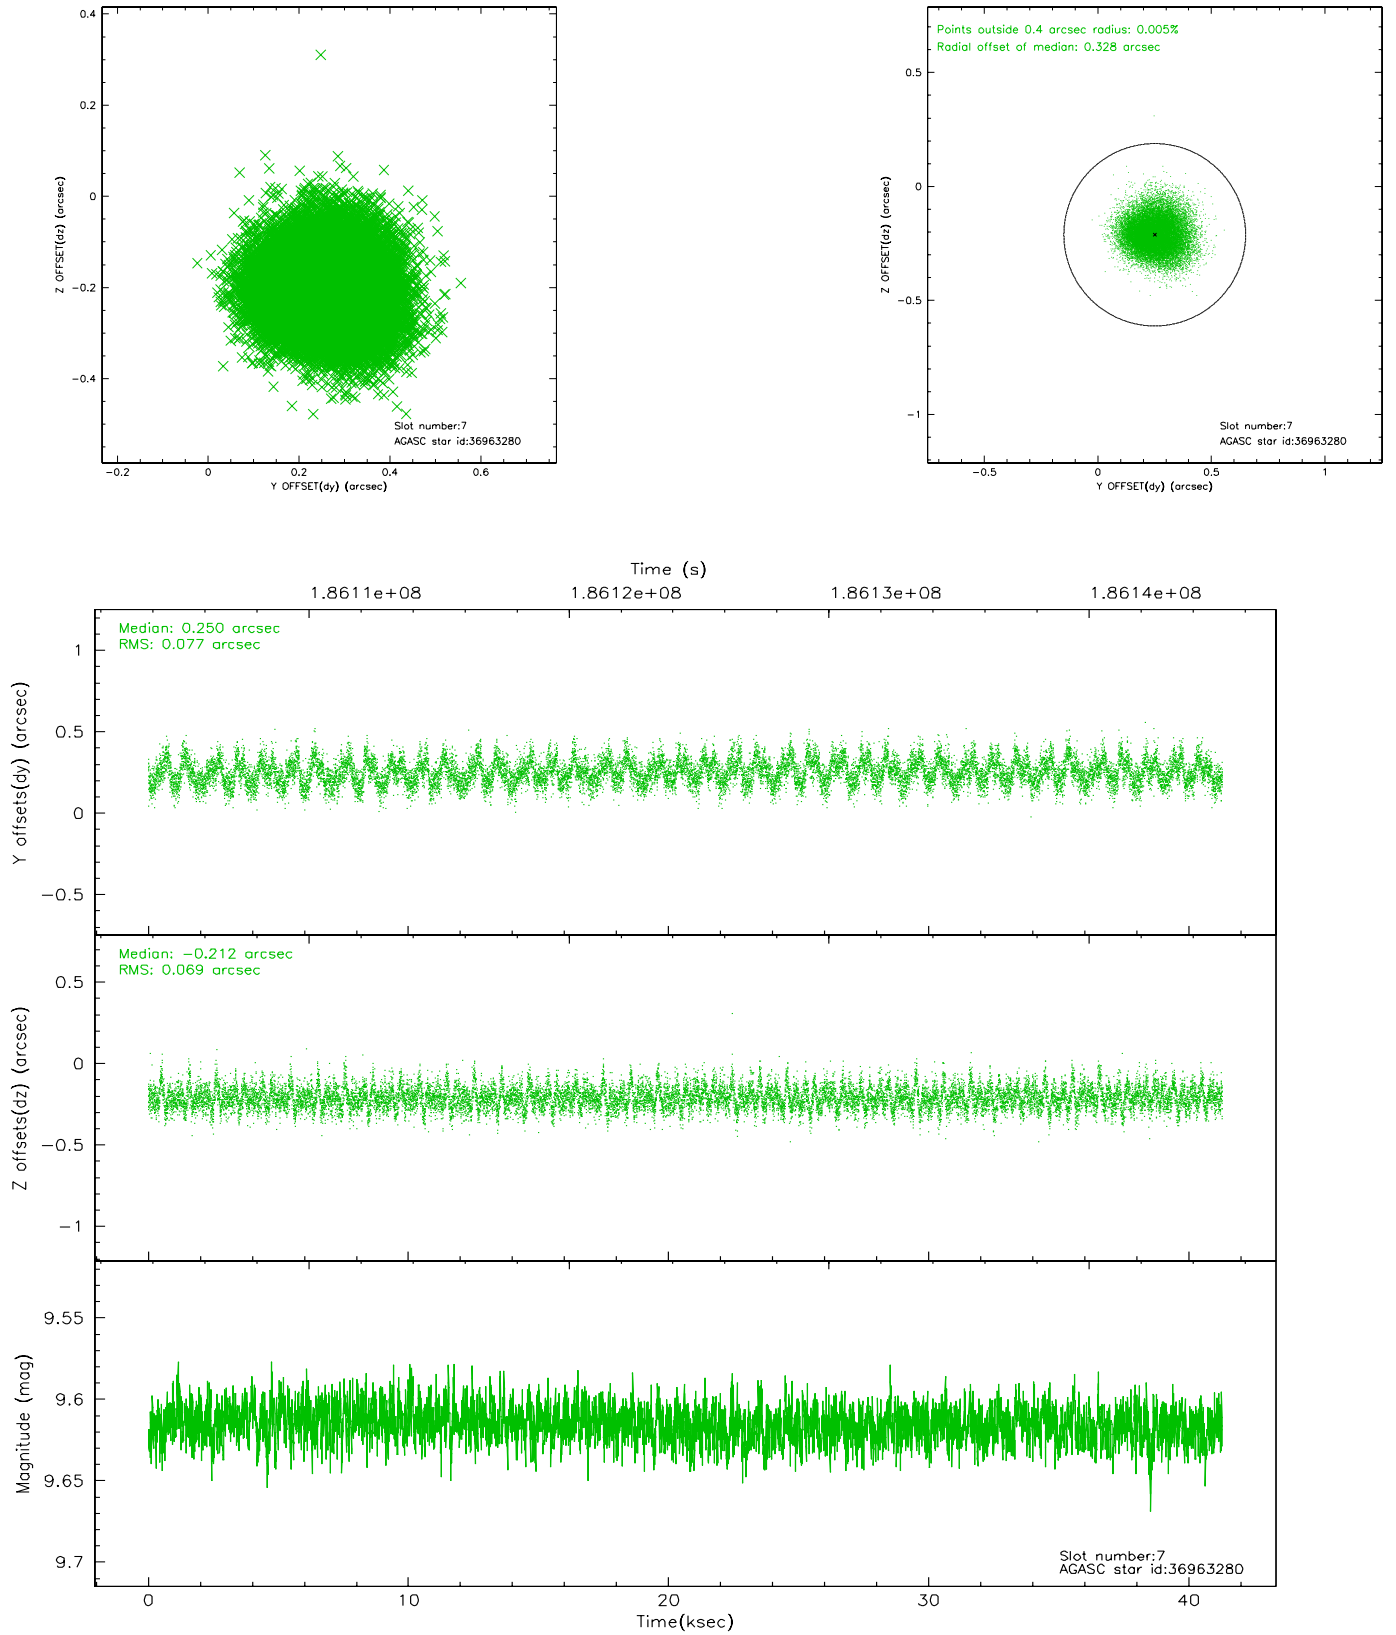 Points outside 0.4 arcsec radius: 0.005%
Radial offset of median: 0.328 arcsec
0.4
0.2
0
−0.2
−0.4
Z OFFSET(dz) (arcsec)
Slot number:7
AGASC star id:36963280
−0.2
0
0.2
0.4
0.6
Y OFFSET(dy) (arcsec)
0.5
0
−0.5
−1
Z OFFSET(dz) (arcsec)
Slot number:7
AGASC star id:36963280
−0.5
0
0.5
1
Y OFFSET(dy) (arcsec)
Time (s)
1.8611e+08
1.8612e+08
1.8613e+08
1.8614e+08
Median: 0.250 arcsec
RMS: 0.077 arcsec
1
0.5
0
−0.5
Y offsets(dy) (arcsec)
Median: −0.212 arcsec
RMS: 0.069 arcsec
0.5
0
−0.5
−1
Z offsets(dz) (arcsec)
9.55
9.6
9.65
9.7
Magnitude (mag)
Slot number:7
AGASC star id:36963280
0
10
20
30
40
Time(ksec)